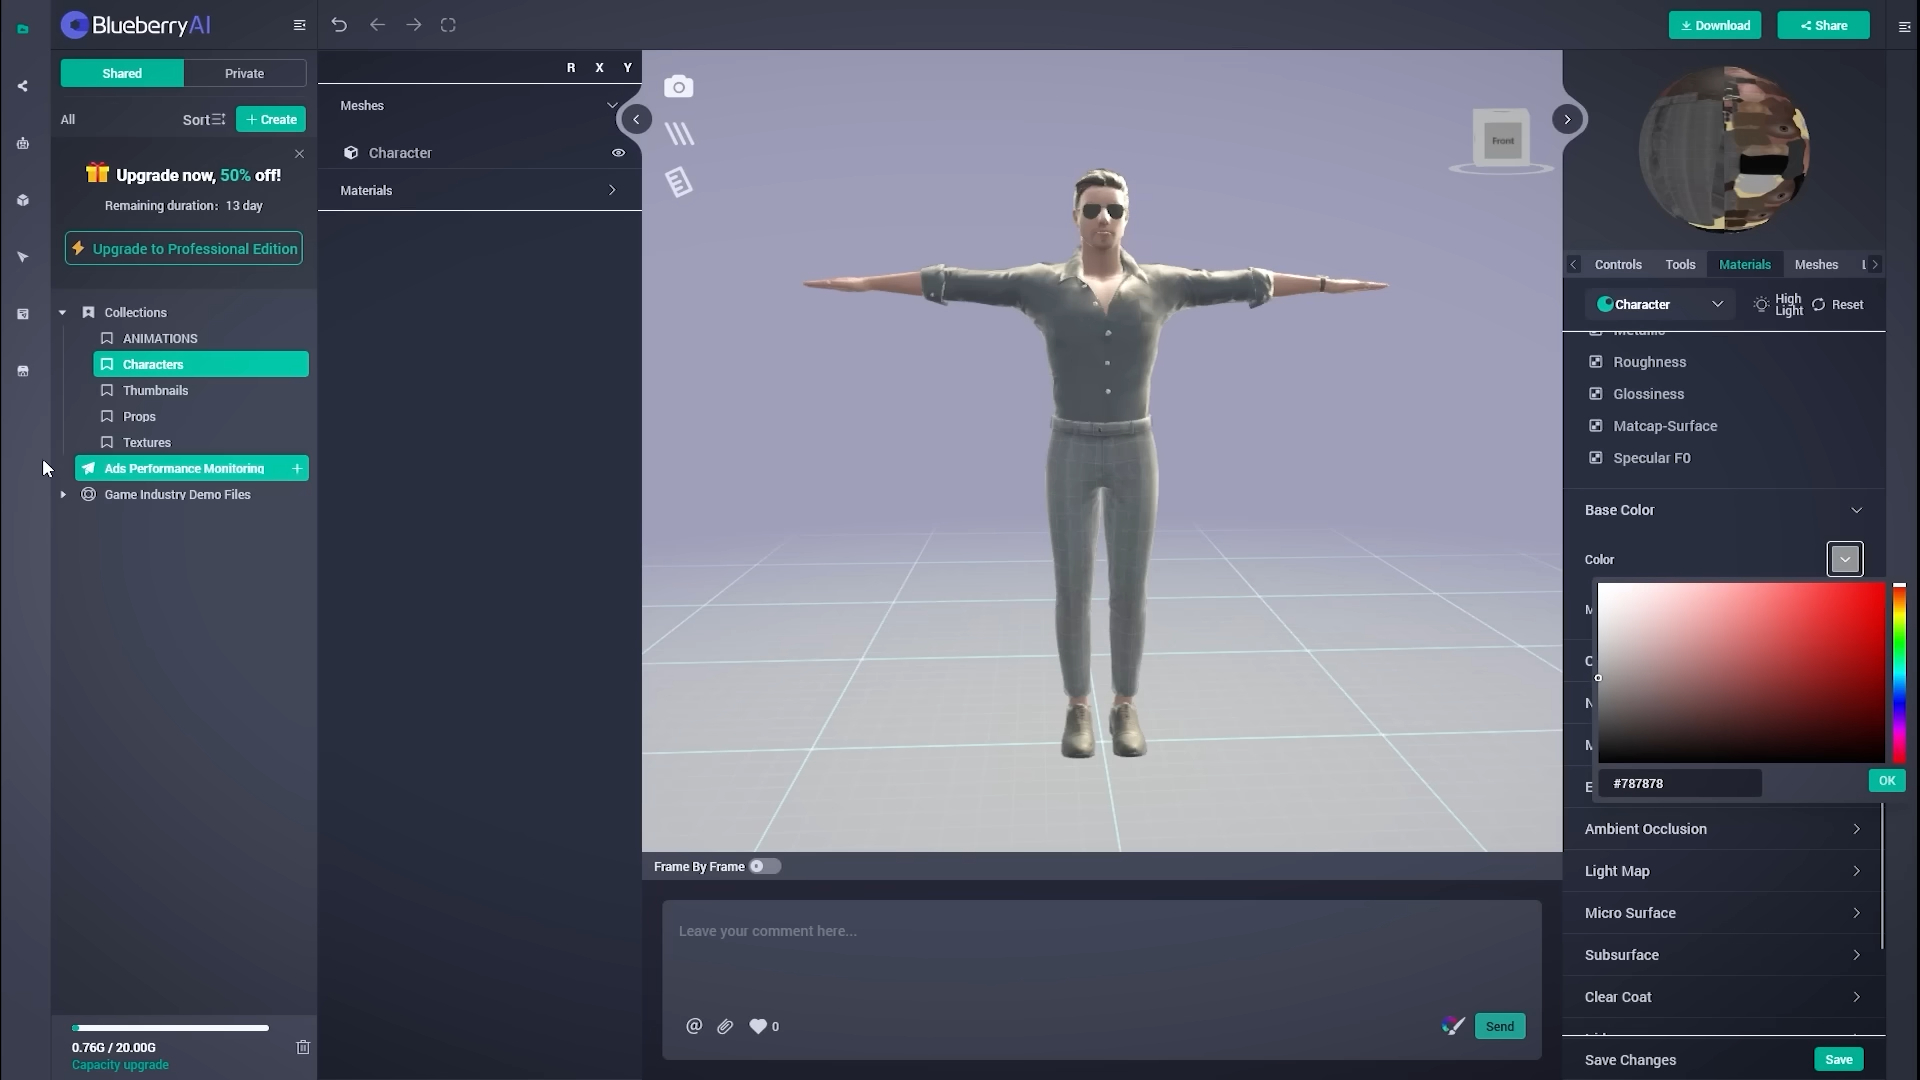 BlueberryAI
Download
Share
Shared
Private
All
Sort
+ Create
Upgrade now, 50% off!
Remaining duration: 13 day
Upgrade to Professional Edition
Collections
ANIMATIONS
Characters
Thumbnails
Props
Textures
Ads Performance Monitoring +
Game Industry Demo Files
0.76G / 20.00G
Capacity upgrade
R X Y
Meshes
Character
Materials
Front
Frame By Frame
Leave your comment here...
@
0
Send
Controls
Tools
Materials
Meshes
Character
High Light
Reset
Metallic
Roughness
Glossiness
Matcap-Surface
Specular F0
Base Color
Color
#787878
OK
Ambient Occlusion
Light Map
Micro Surface
Subsurface
Clear Coat
Save Changes
Save